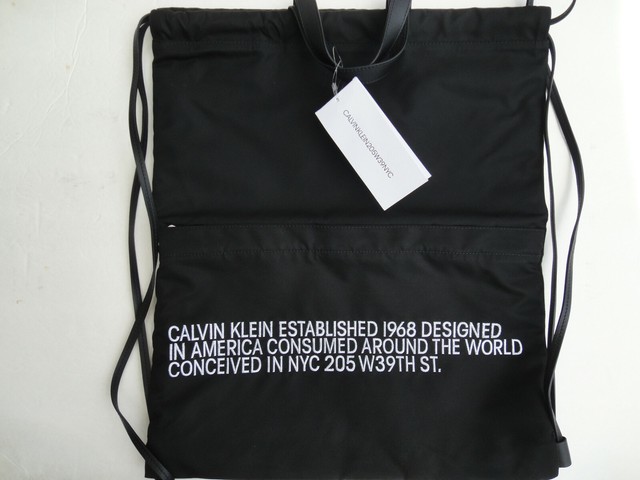 CALVINKLEIN205W39NYC
CALVIN KLEIN ESTABLISHED 1968 DESIGNED
IN AMERICA CONSUMED AROUND THE WORLD
CONCEIVED IN NYC 205 W39TH ST.